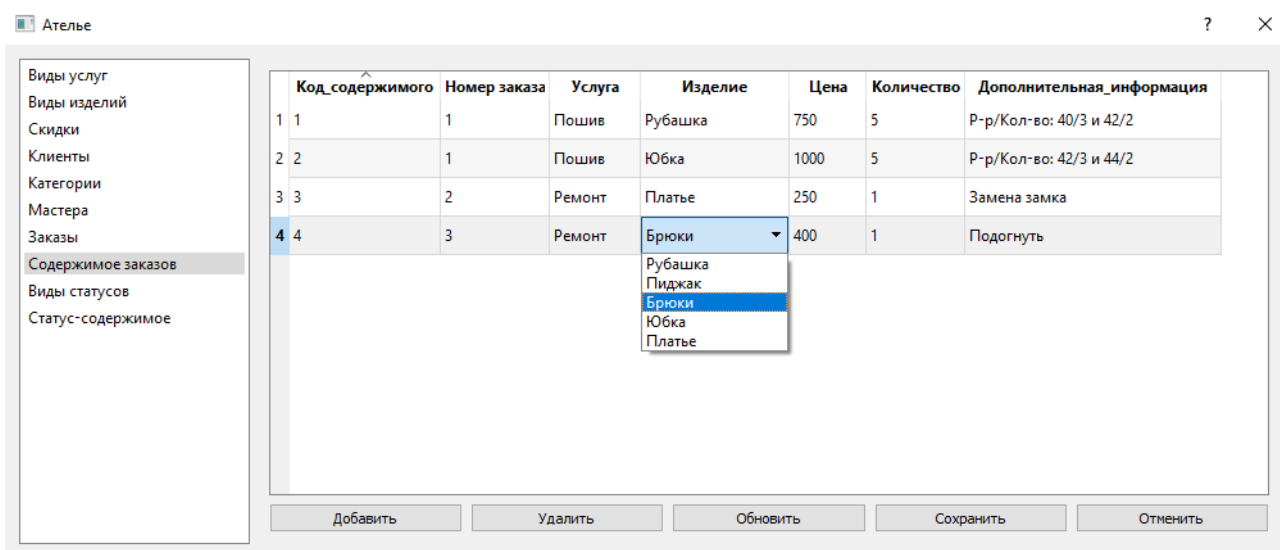 Ателье ?
Виды услуг
Виды изделий
Скидки
Клиенты
Категории
Мастера
Заказы
Содержимое заказов
Виды статусов
Статус-содержимое
Код_содержимого Номер заказа Услуга Изделие Цена Количество Дополнительная_информация
1 1 1 Пошив Рубашка 750 5 Р-р/Кол-во: 40/3 и 42/2
2 2 1 Пошив Юбка 1000 5 Р-р/Кол-во: 42/3 и 44/2
3 3 2 Ремонт Платье 250 1 Замена замка
4 4 3 Ремонт Брюки 400 1 Подогнуть
Рубашка
Пиджак
Брюки
Юбка
Платье
Добавить Удалить Обновить Сохранить Отменить